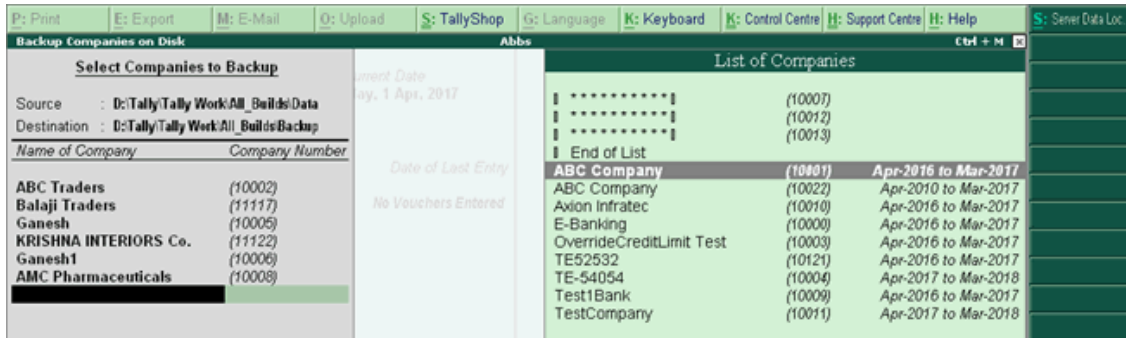 P: Print E: Export M: E-Mail O: Upload S: TallyShop G: Language K: Keyboard K: Control Centre H: Support Centre H: Help S: Server Data Loc.
Backup Companies on Disk Abbs Ctrl + M
Select Companies to Backup
Source : D:\Tally\Tally Work\All_Builds\Data
Destination : D:\Tally\Tally Work\All_Builds\Backup
Name of Company Company Number
ABC Traders (10002)
Balaji Traders (11117)
Ganesh (10005)
KRISHNA INTERIORS Co. (11122)
Ganesh1 (10006)
AMC Pharmaceuticals (10008)
urrent Date
ay, 1 Apr, 2017
Date of Last Entry
No Vouchers Entered
List of Companies
* * * * * * * * * * (10007)
* * * * * * * * * * (10012)
* * * * * * * * * * (10013)
End of List
ABC Company (10001) Apr-2016 to Mar-2017
ABC Company (10022) Apr-2010 to Mar-2017
Axion Infratec (10010) Apr-2016 to Mar-2017
E-Banking (10000) Apr-2016 to Mar-2017
OverrideCreditLimit Test (10003) Apr-2016 to Mar-2017
TE52532 (10121) Apr-2016 to Mar-2017
TE-54054 (10004) Apr-2017 to Mar-2018
Test1Bank (10009) Apr-2016 to Mar-2017
TestCompany (10011) Apr-2017 to Mar-2018